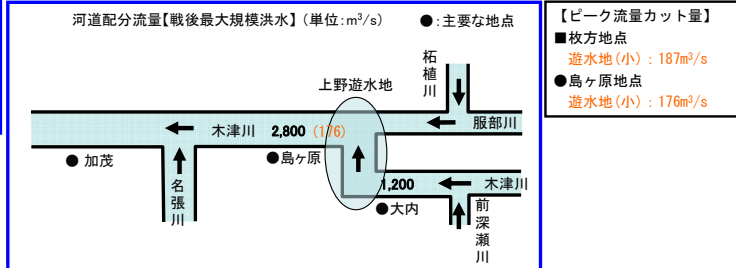 河道配分流量【戦後最大規模洪水】(単位:m³/s) ●:主要な地点
【ピーク流量カット量】
■枚方地点
遊水地(小):187m³/s
●島ヶ原地点
遊水地(小):176m³/s
柘植川
上野遊水地
木津川 2,800 (176)
服部川
●加茂
●島ヶ原
名張川
1,200
木津川
●大内
前深瀬川